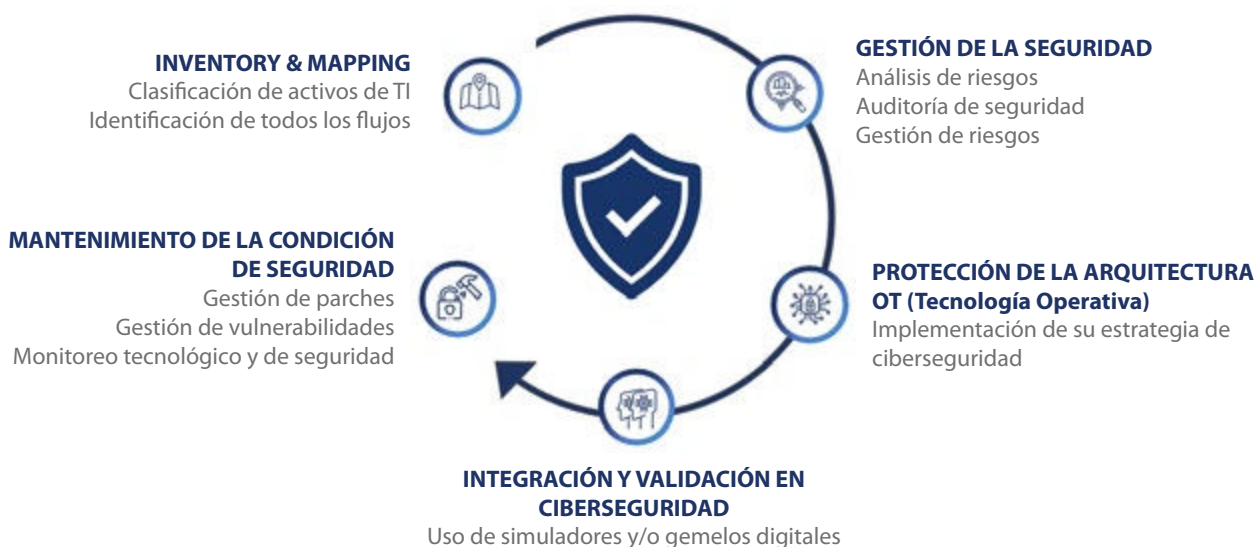 INVENTORY & MAPPING
Clasificación de activos de TI
Identificación de todos los flujos
GESTIÓN DE LA SEGURIDAD
Análisis de riesgos
Auditoría de seguridad
Gestión de riesgos
PROTECCIÓN DE LA ARQUITECTURA
OT (Tecnología Operativa)
Implementación de su estrategia de
ciberseguridad
INTEGRACIÓN Y VALIDACIÓN EN
CIBERSEGURIDAD
Uso de simuladores y/o gemelos digitales
MANTENIMIENTO DE LA CONDICIÓN
DE SEGURIDAD
Gestión de parches
Gestión de vulnerabilidades
Monitoreo tecnológico y de seguridad